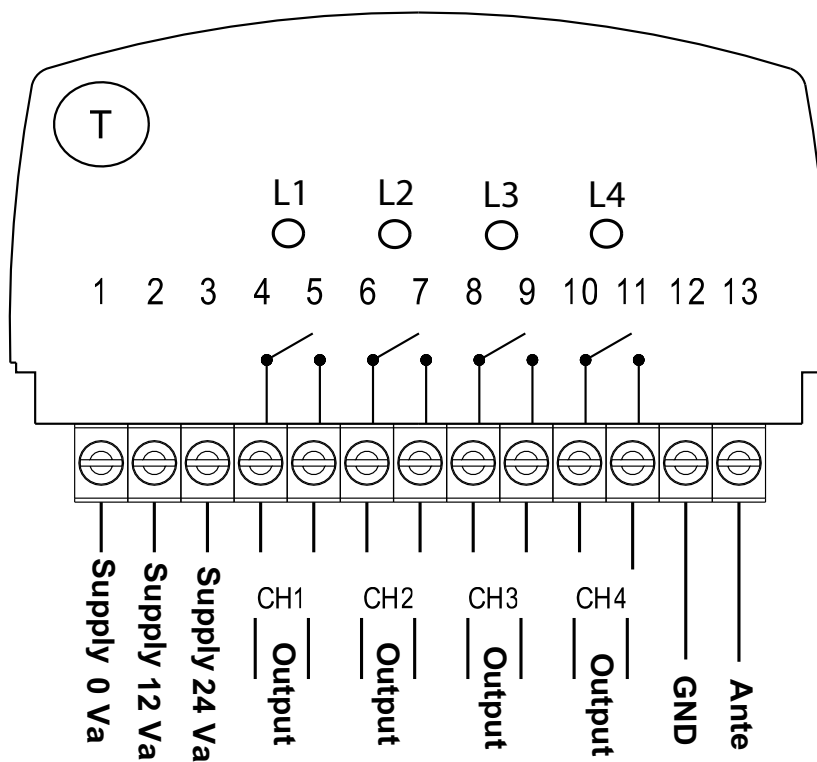 T
L1 L2 L3 L4
1 2 3 4 5 6 7 8 9 10 11 12 13
CH1 CH2 CH3 CH4
Supply 0 Va
Supply 12 Va
Supply 24 Va
Output
Output
Output
Output
GND
Ante